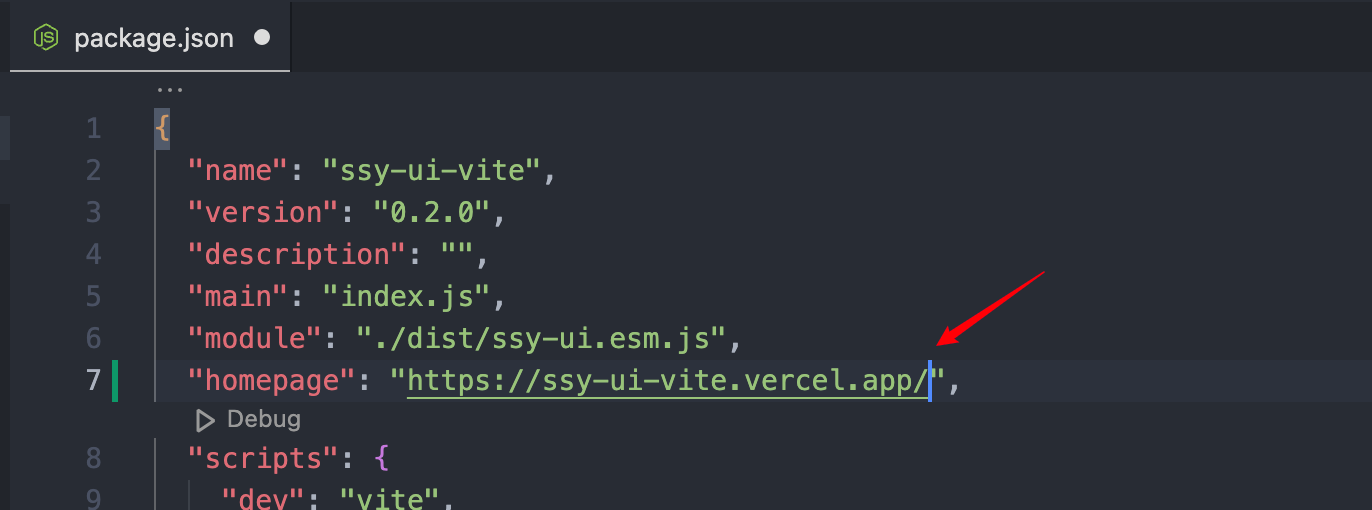 package.json
...
1 {
2 "name": "ssy-ui-vite",
3 "version": "0.2.0",
4 "description": "",
5 "main": "index.js",
6 "module": "./dist/ssy-ui.esm.js",
7 "homepage": "https://ssy-ui-vite.vercel.app/",
Debug
8 "scripts": {
9 "dev": "vite",